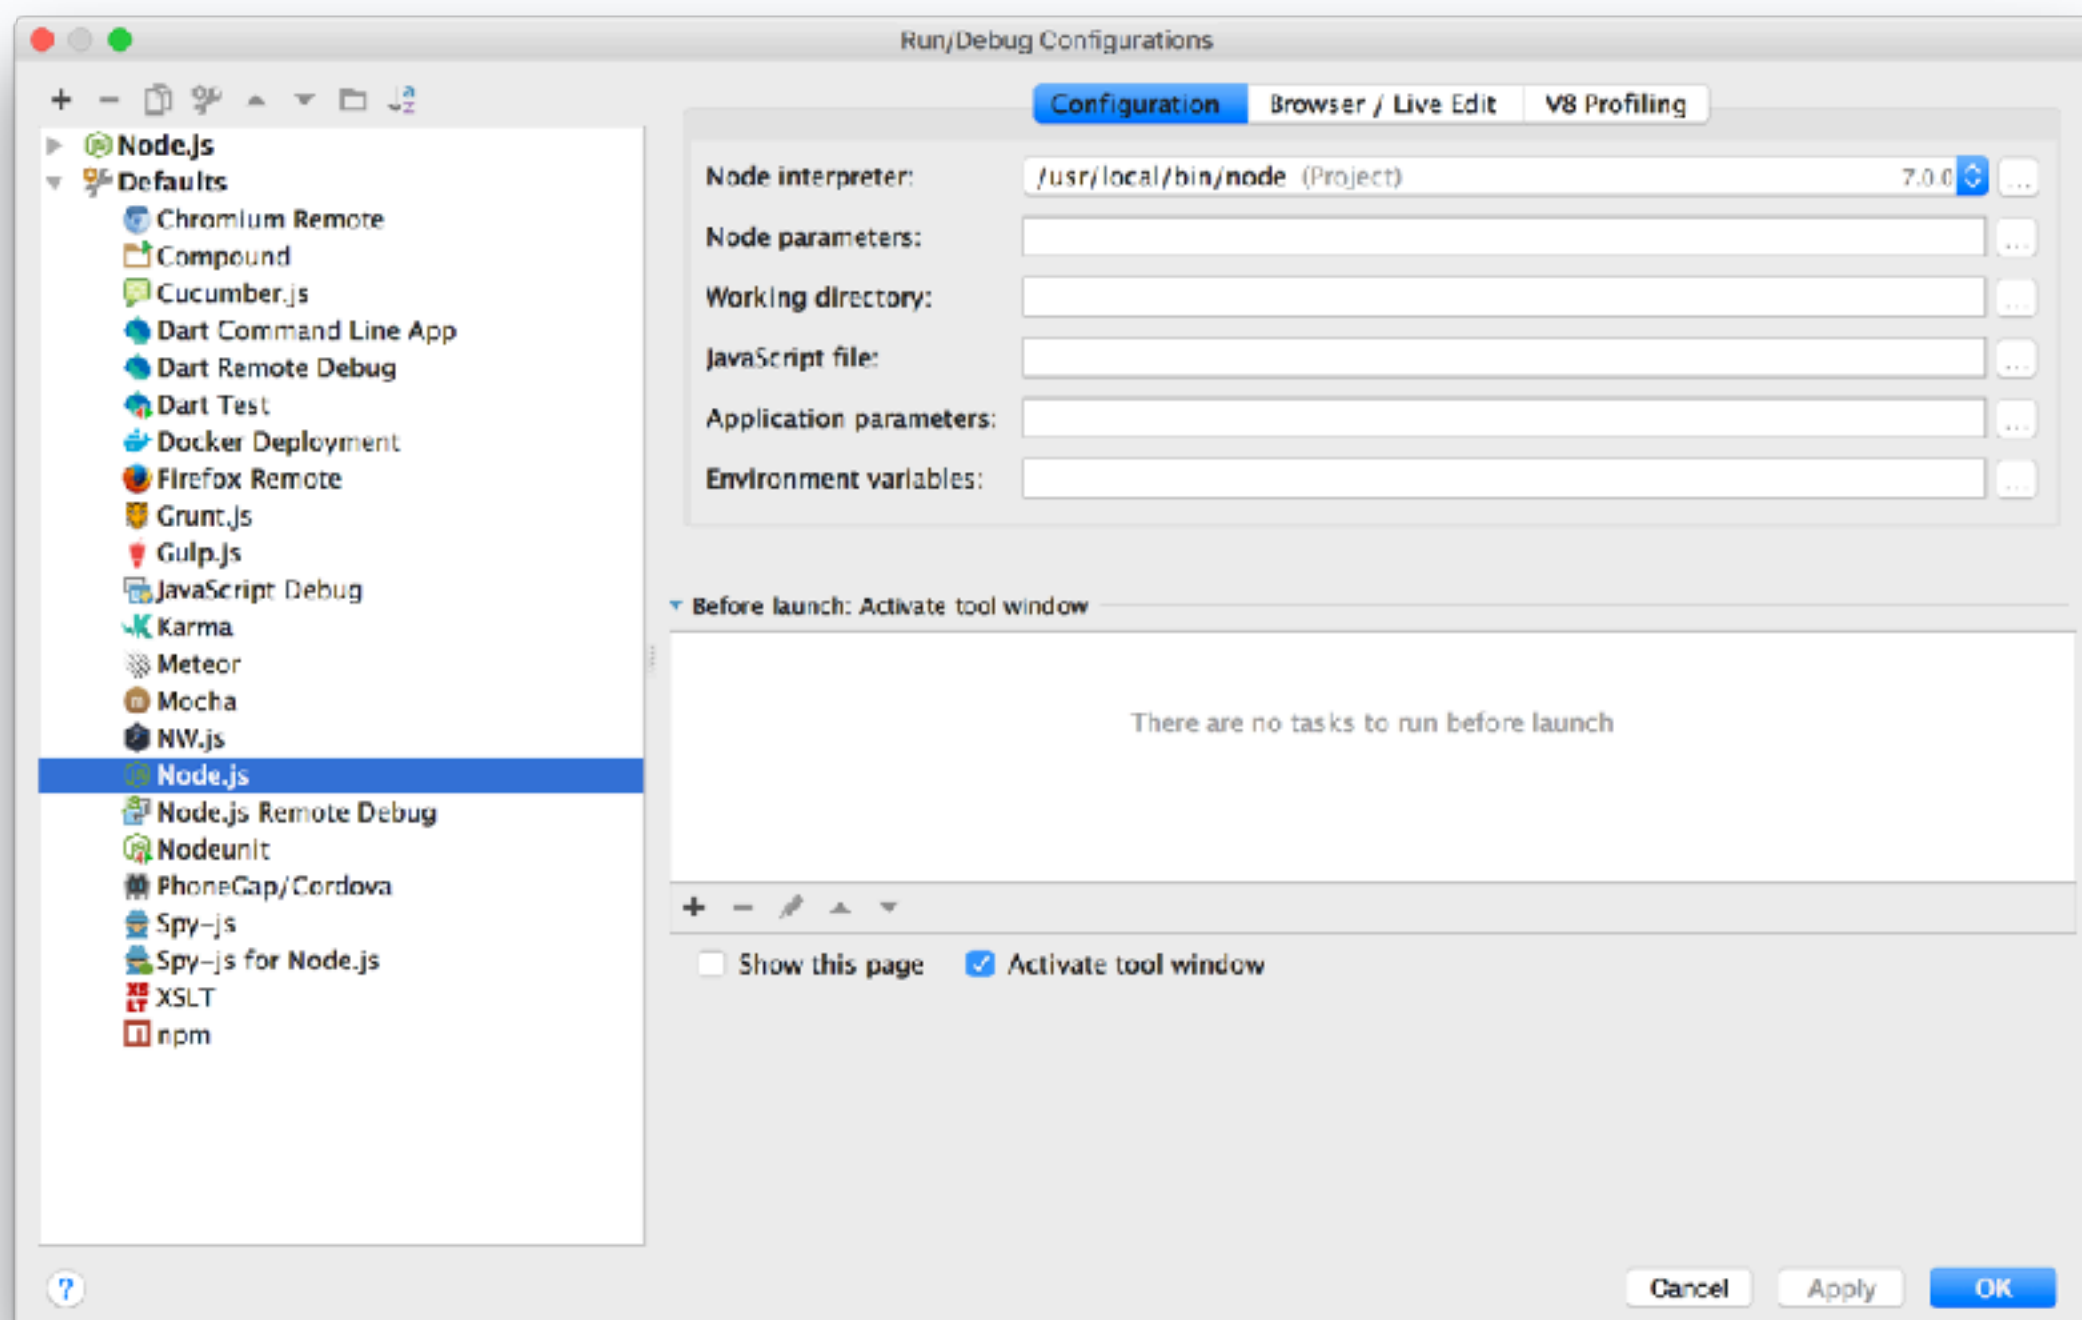 Run/Debug Configurations
Configuration
Browser / Live Edit
V8 Profiling
Node.js
Defaults
Chromium Remote
Compound
Cucumber.js
Dart Command Line App
Dart Remote Debug
Dart Test
Docker Deployment
Firefox Remote
Grunt.js
Gulp.js
JavaScript Debug
Karma
Meteor
Mocha
NW.js
Node.js
Node.js Remote Debug
Nodeunit
PhoneGap/Cordova
Spy-js
Spy-js for Node.js
XSLT
npm
Node interpreter: /usr/local/bin/node (Project) 7.0.0 ...
Node parameters: ...
Working directory: ...
JavaScript file: ...
Application parameters: ...
Environment variables: ...
Before launch: Activate tool window
There are no tasks to run before launch
Show this page
Activate tool window
?
Cancel
Apply
OK